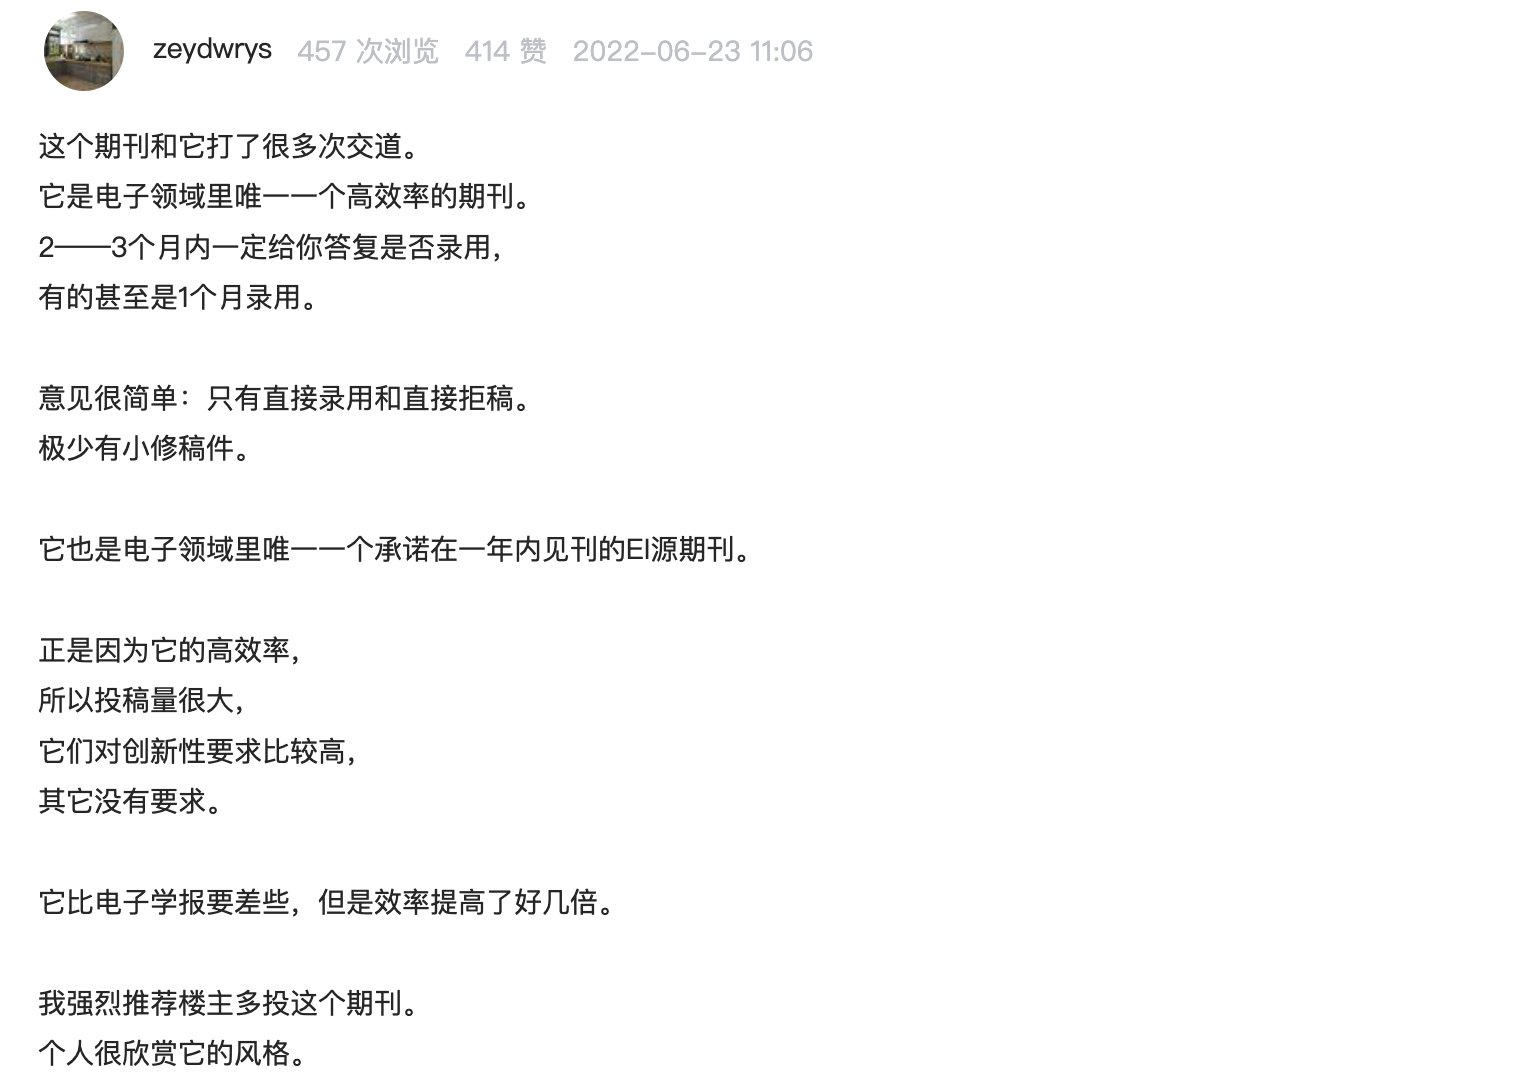 zeydwrys 457 次浏览 414 赞 2022-06-23 11:06
这个期刊和它打了很多次交道。
它是电子领域里唯一一个高效率的期刊。
2——3个月内一定给你答复是否录用，
有的甚至是1个月录用。
意见很简单：只有直接录用和直接拒稿。
极少有小修稿件。
它也是电子领域里唯一一个承诺在一年内见刊的EI源期刊。
正是因为它的高效率，
所以投稿量很大，
它们对创新性要求比较高，
其它没有要求。
它比电子学报要差些，但是效率提高了好几倍。
我强烈推荐楼主多投这个期刊。
个人很欣赏它的风格。